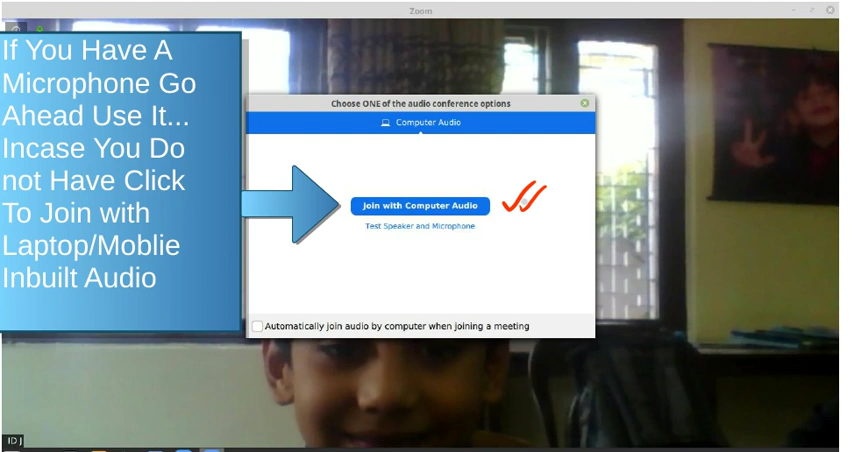 Zoom
If You Have A
Microphone Go
Ahead Use It...
Incase You Do
not Have Click
To Join with
Laptop/Moblie
Inbuilt Audio
Choose ONE of the audio conference options
Computer Audio
Join with Computer Audio
Test Speaker and Microphone
Automatically join audio by computer when joining a meeting
ID J